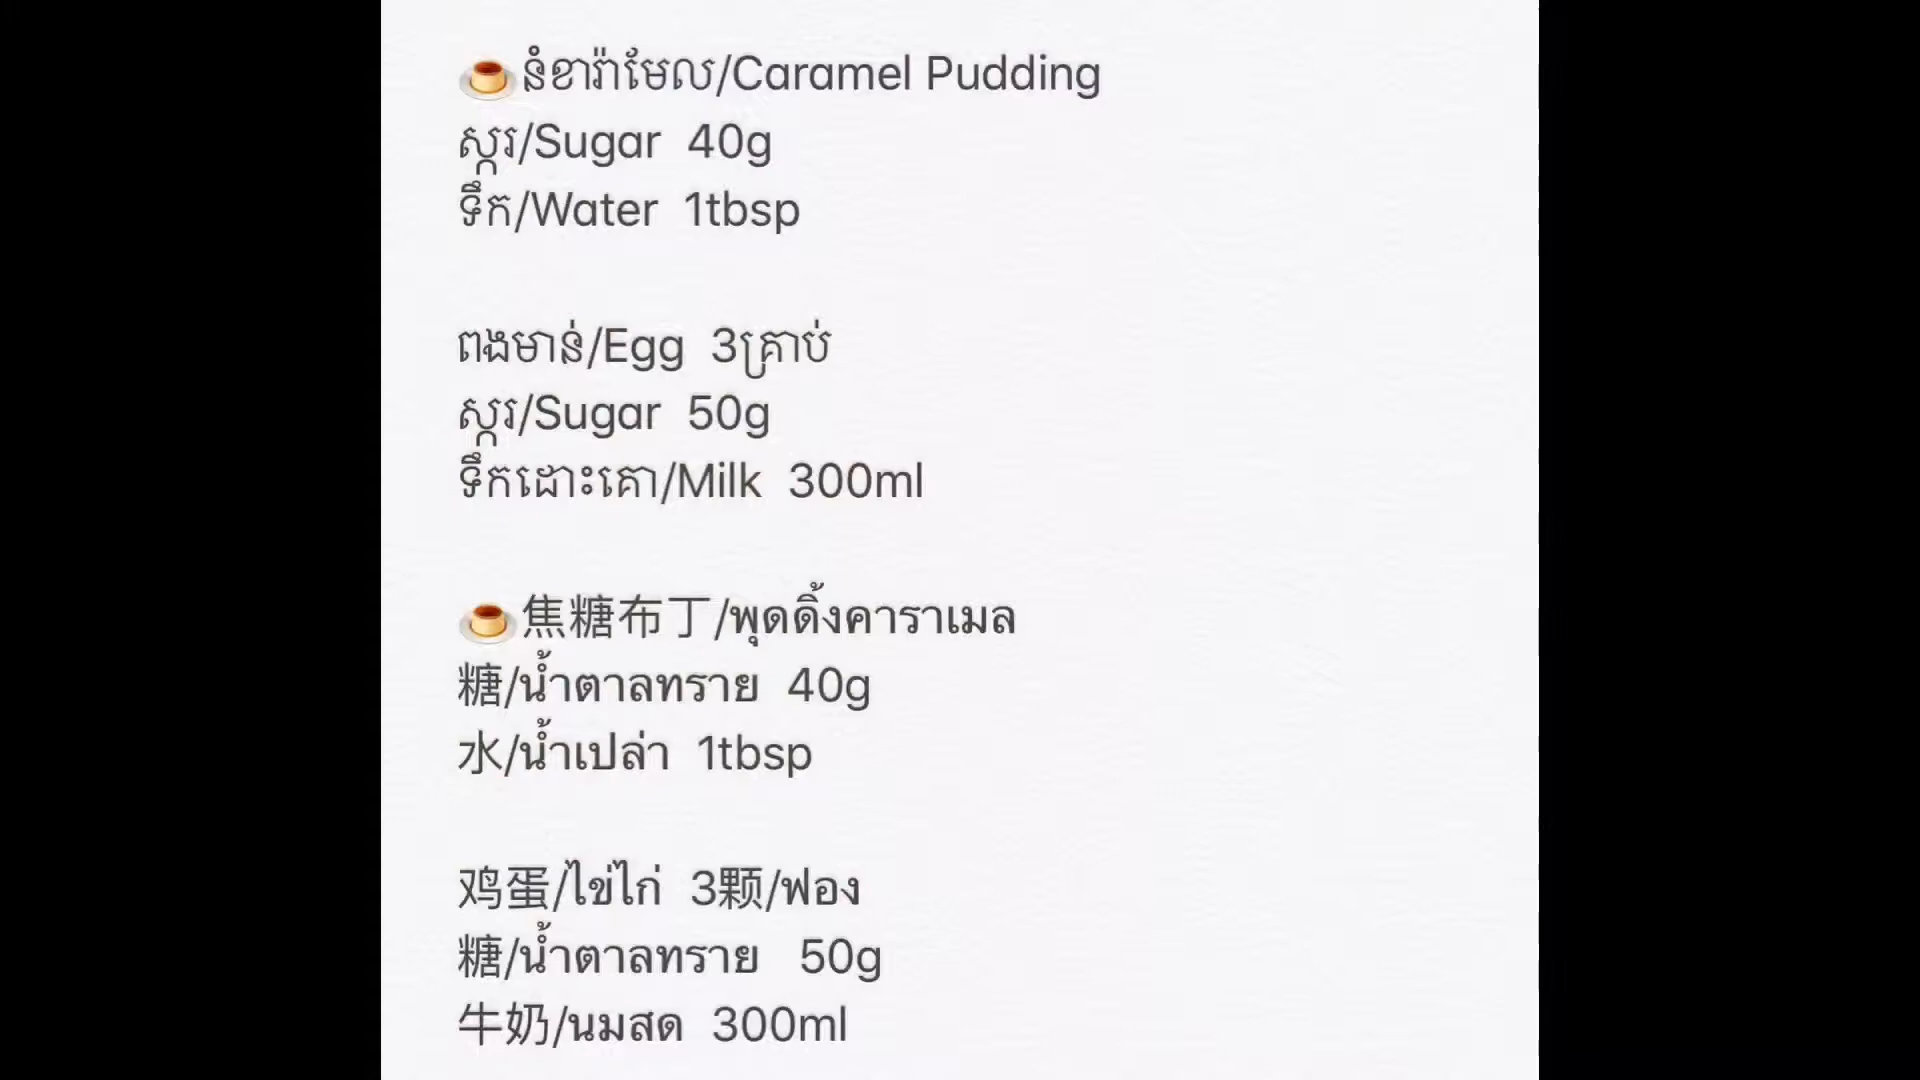 🍮នំខារ៉ាមែល/Caramel Pudding
ស្ករ/Sugar 40g
ទឹក/Water 1tbsp
ពងមាន់/Egg 3គ្រាប់
ស្ករ/Sugar 50g
ទឹកដោះគោ/Milk 300ml
🍮焦糖布丁/พุดดิ้งคาราเมล
糖/น้ำตาลทราย 40g
水/น้ำเปล่า 1tbsp
鸡蛋/ไข่ไก่ 3颗/ฟอง
糖/น้ำตาลทราย 50g
牛奶/นมสด 300ml